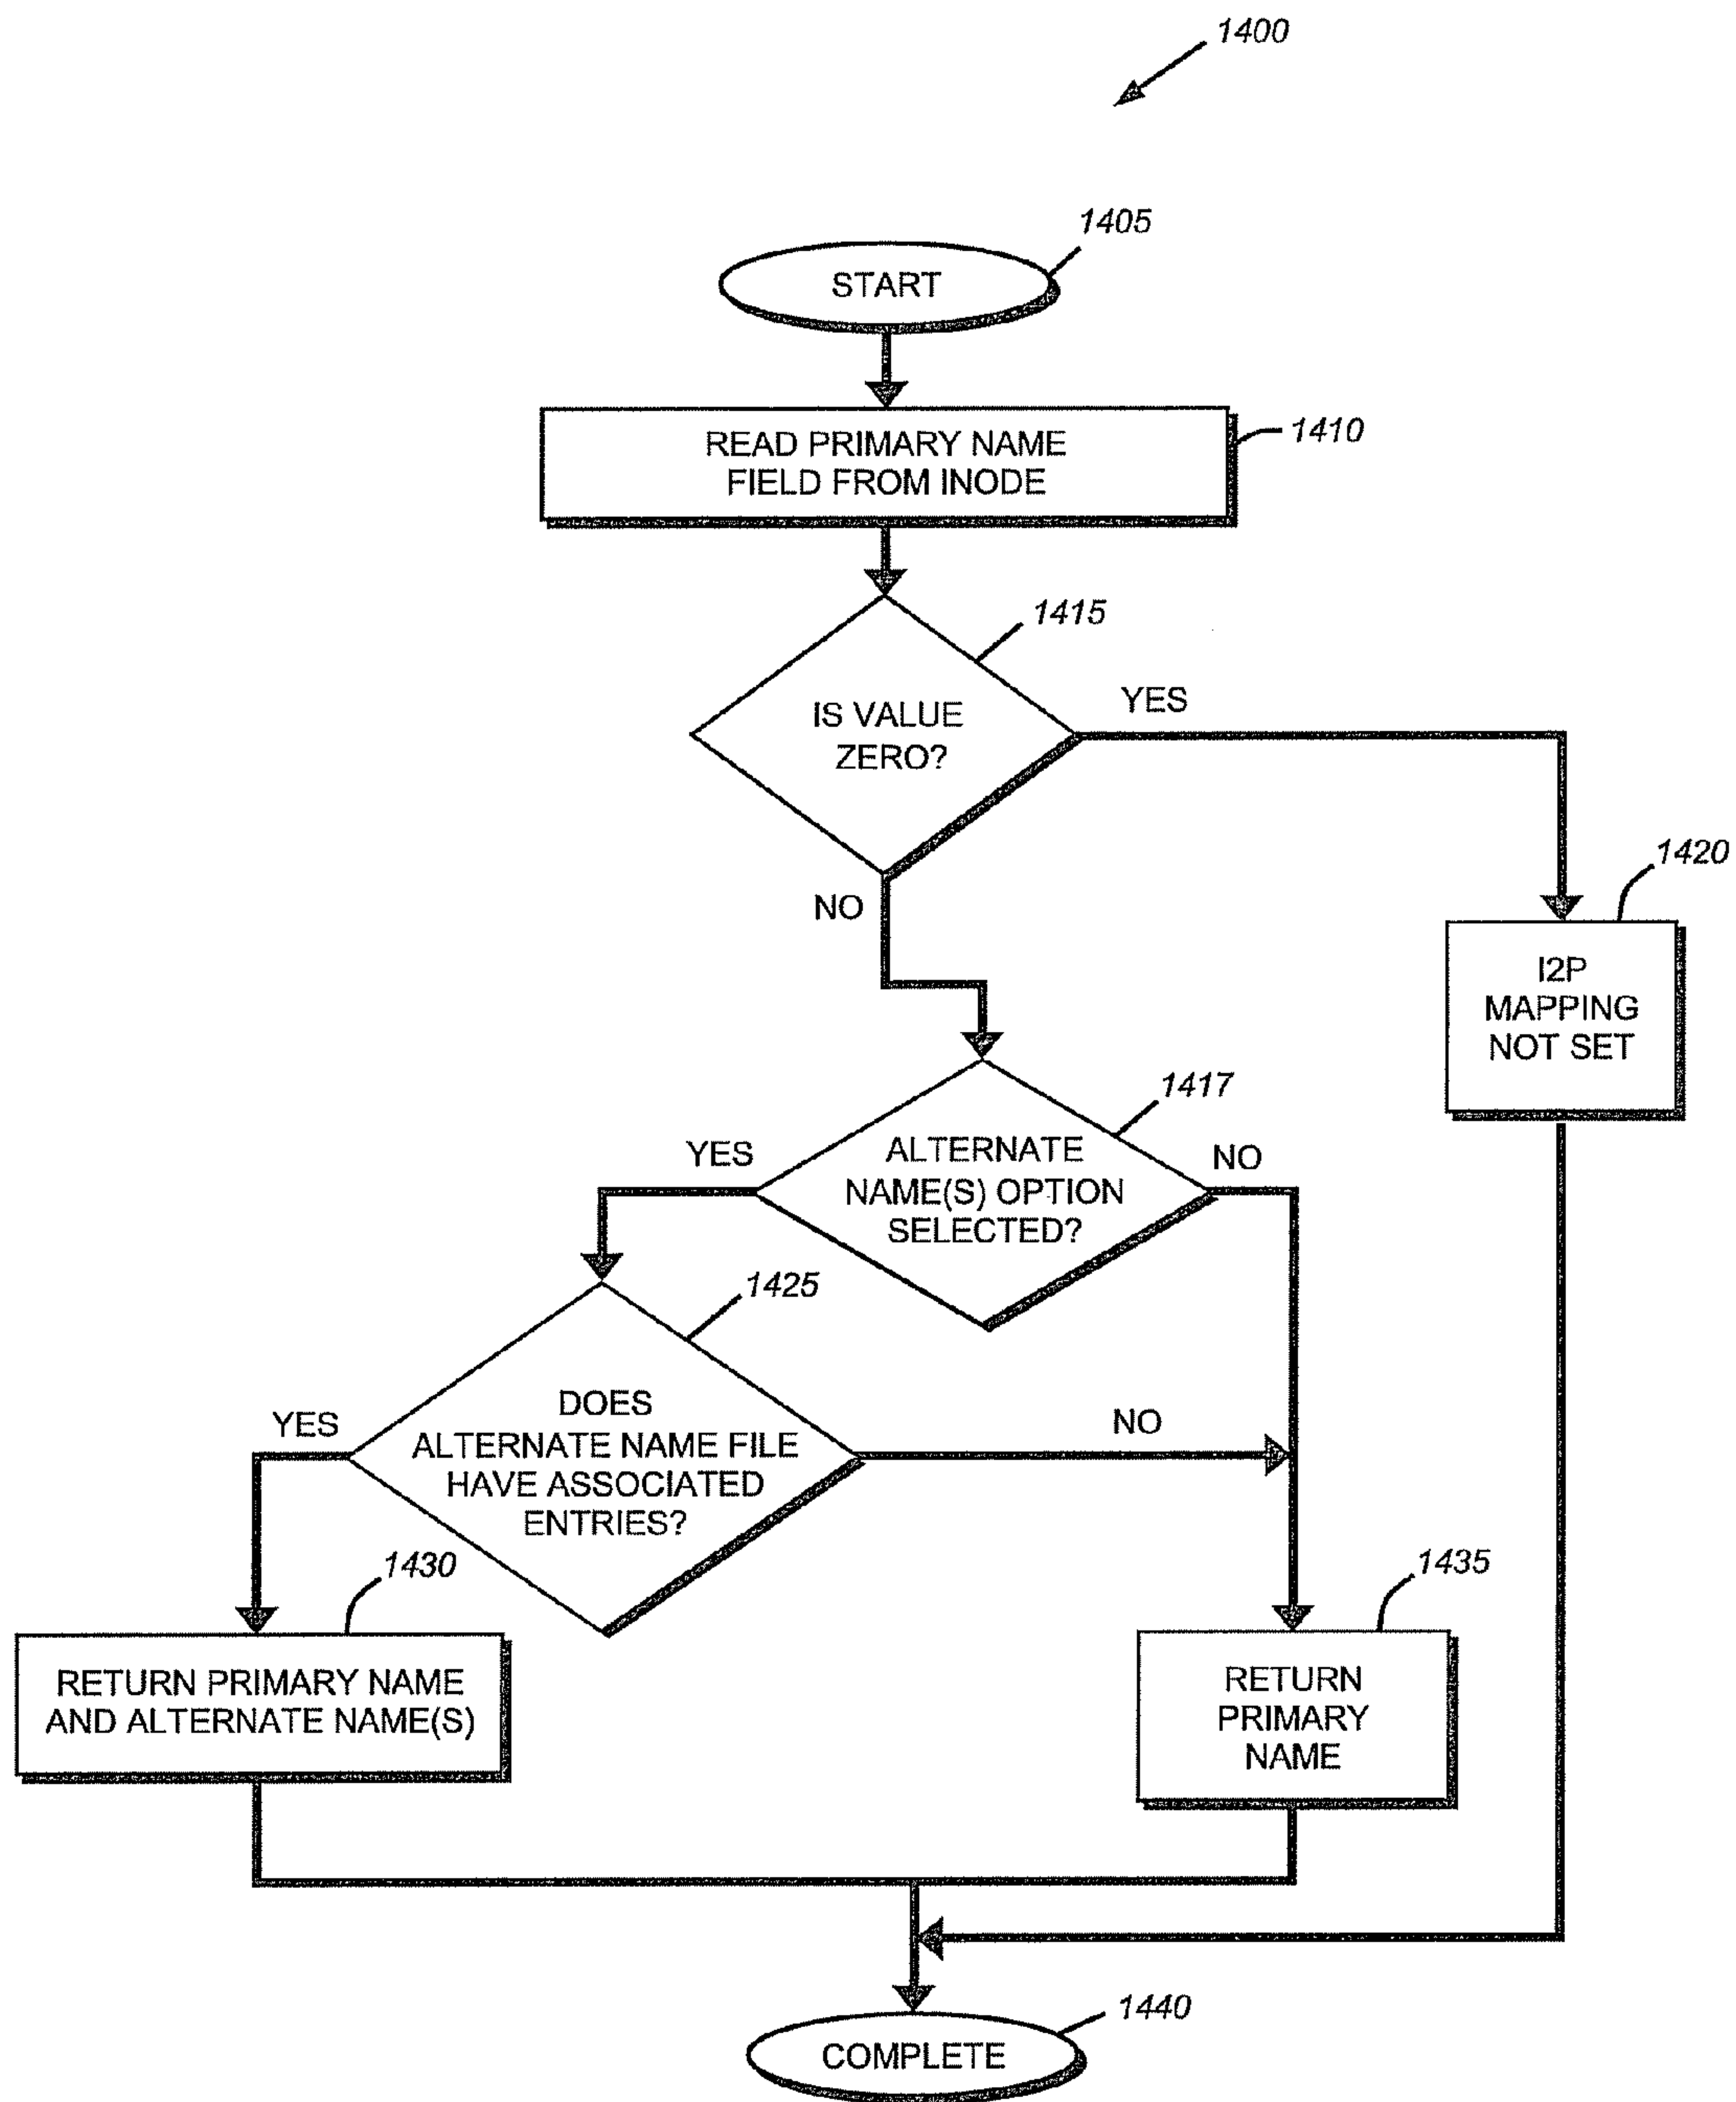 1400
1405
START
1410
READ PRIMARY NAME
FIELD FROM INODE
1415
IS VALUE
ZERO?
YES
NO
1420
I2P
MAPPING
NOT SET
1417
ALTERNATE
NAME(S) OPTION
SELECTED?
YES
NO
1425
DOES
ALTERNATE NAME FILE
HAVE ASSOCIATED
ENTRIES?
YES
NO
1430
RETURN PRIMARY NAME
AND ALTERNATE NAME(S)
1435
RETURN
PRIMARY
NAME
1440
COMPLETE